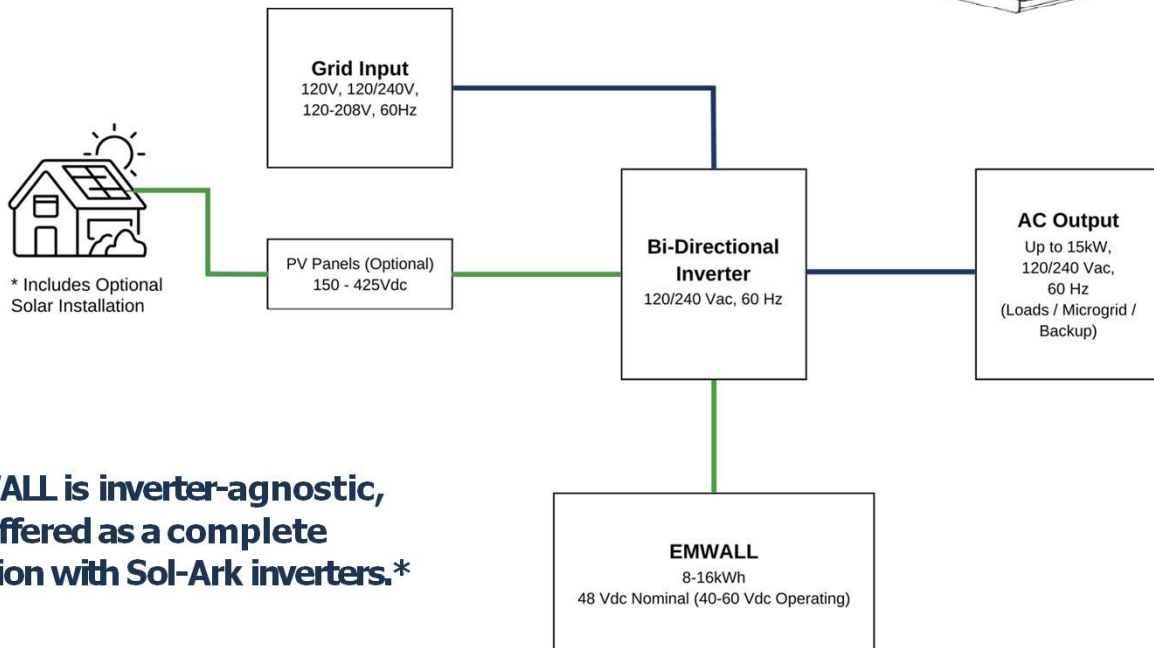 Grid Input
120V, 120/240V,
120-208V, 60Hz
* Includes Optional
Solar Installation
PV Panels (Optional)
150 - 425Vdc
Bi-Directional
Inverter
120/240 Vac, 60 Hz
AC Output
Up to 15kW,
120/240 Vac,
60 Hz
(Loads / Microgrid /
Backup)
is inverter-agnostic,
as a complete
with Sol-Ark inverters.*
EMWALL
8-16kWh
48 Vdc Nominal (40-60 Vdc Operating)